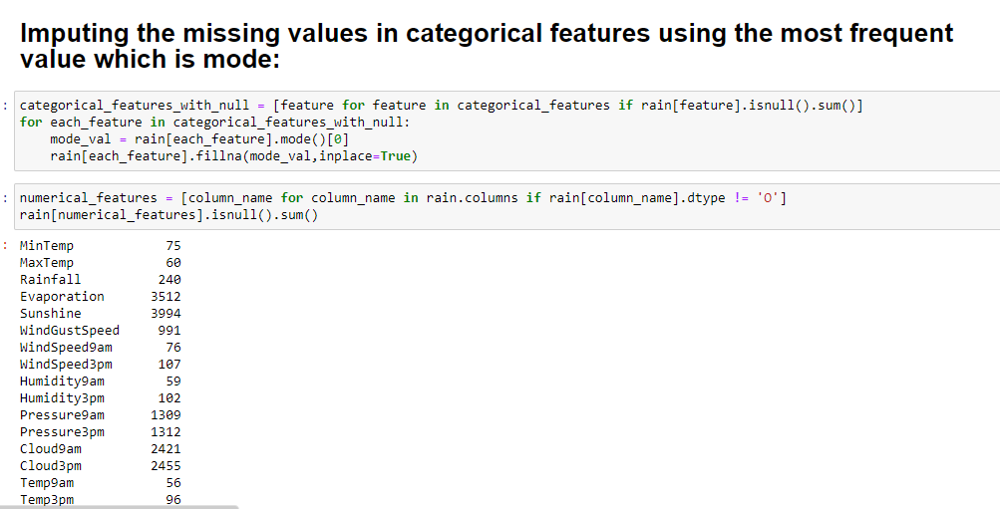 Imputing the missing values in categorical features using the most frequent
value which is mode:
: categorical_features_with_null = [feature for feature in categorical_features if rain[feature].isnull().sum()]
for each_feature in categorical_features_with_null:
    mode_val = rain[each_feature].mode()[0]
    rain[each_feature].fillna(mode_val,inplace=True)
: numerical_features = [column_name for column_name in rain.columns if rain[column_name].dtype != 'O']
rain[numerical_features].isnull().sum()
: MinTemp 75
MaxTemp 60
Rainfall 240
Evaporation 3512
Sunshine 3994
WindGustSpeed 991
WindSpeed9am 76
WindSpeed3pm 107
Humidity9am 59
Humidity3pm 102
Pressure9am 1309
Pressure3pm 1312
Cloud9am 2421
Cloud3pm 2455
Temp9am 56
Temp3pm 96